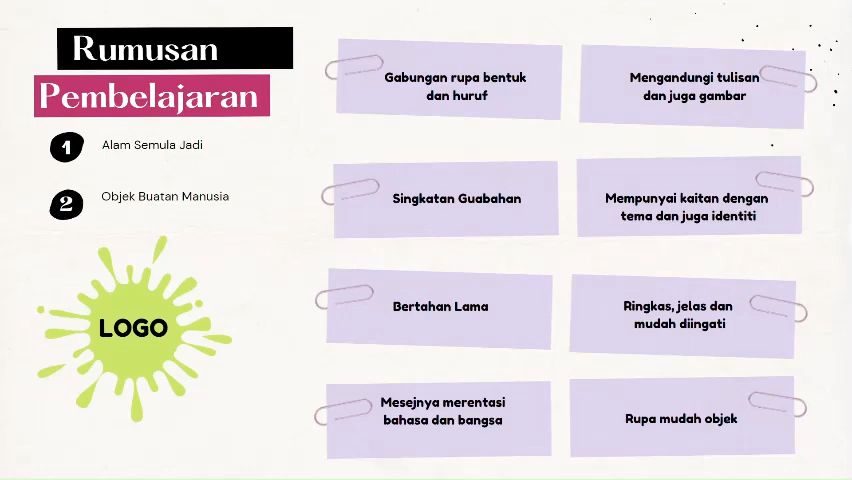 Rumusan
Pembelajaran
1
Alam Semula Jadi
2
Objek Buatan Manusia
LOGO
Gabungan rupa bentuk
dan huruf
Mengandungi tulisan
dan juga gambar
Singkatan Guabahan
Mempunyai kaitan dengan
tema dan juga identiti
Bertahan Lama
Ringkas, jelas dan
mudah diingati
Mesejnya merentasi
bahasa dan bangsa
Rupa mudah objek